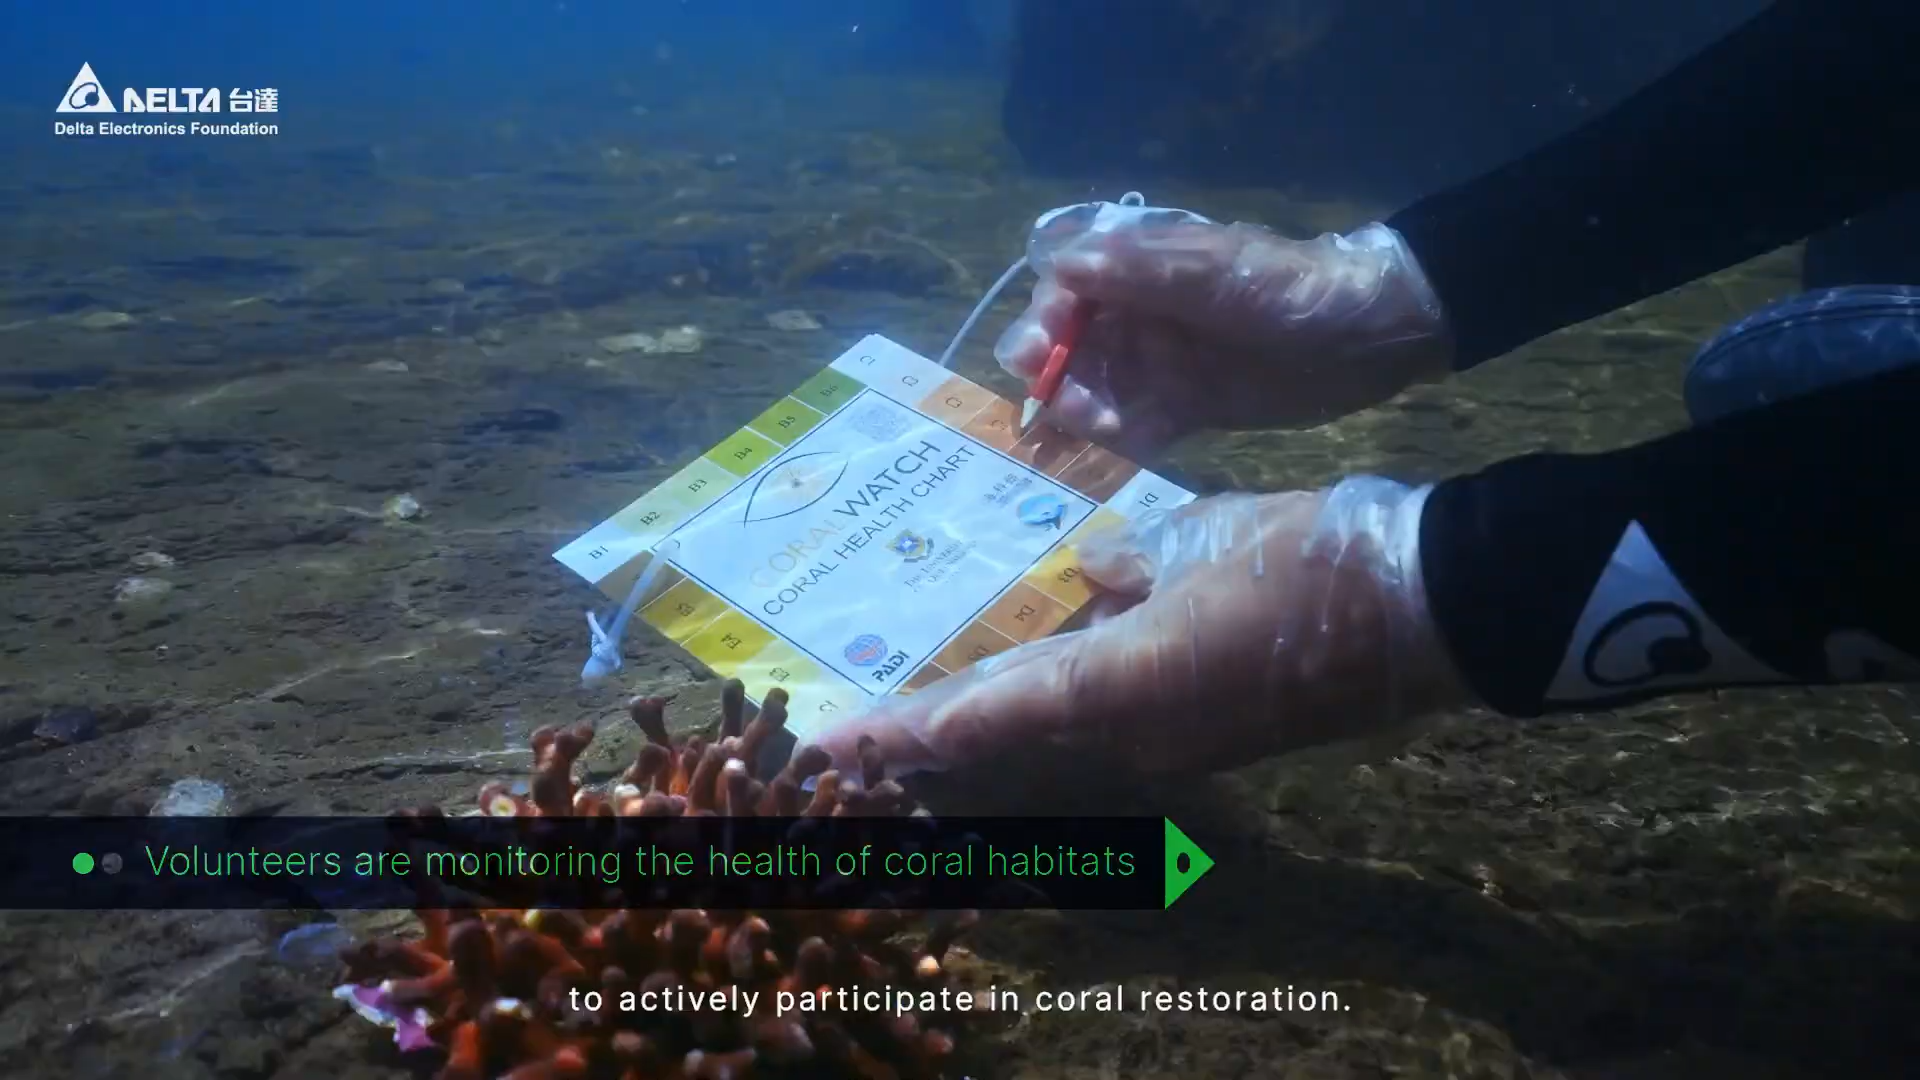 DELTA 台達
Delta Electronics Foundation
B1
B2
B3
B4
B5
B6
D1
D3
D4
CORALWATCH
CORAL HEALTH CHART
PADI
Volunteers are monitoring the health of coral habitats
to actively participate in coral restoration.